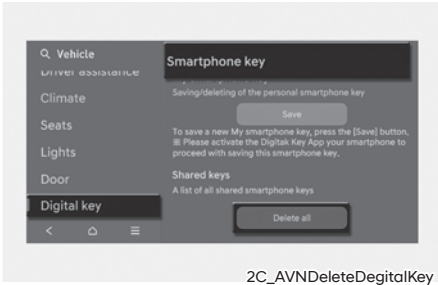 Vehicle
Driver assistance
Climate
Seats
Lights
Door
Digital key
Smartphone key
Saving/deleting of the personal smartphone key
Save
To save a new My smartphone key, press the [Save] button,
※ Please activate the Digitak Key App your smartphone to
proceed with saving this smartphone key.
Shared keys
A list of all shared smartphone keys
Delete all
2C_AVNDeleteDegitalKey